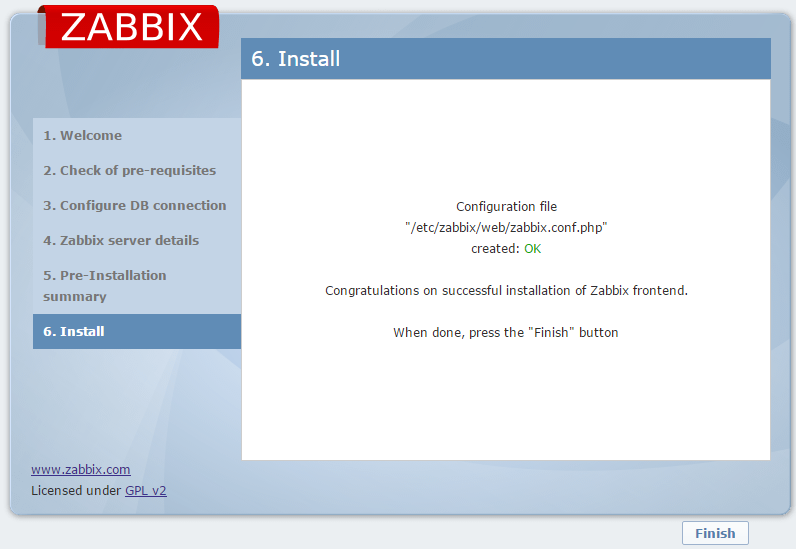 ZABBIX
6. Install
1. Welcome
2. Check of pre-requisites
3. Configure DB connection
4. Zabbix server details
5. Pre-Installation
summary
6. Install
Configuration file
"/etc/zabbix/web/zabbix.conf.php"
created: OK
Congratulations on successful installation of Zabbix frontend.
When done, press the "Finish" button
www.zabbix.com
Licensed under GPL v2
Finish